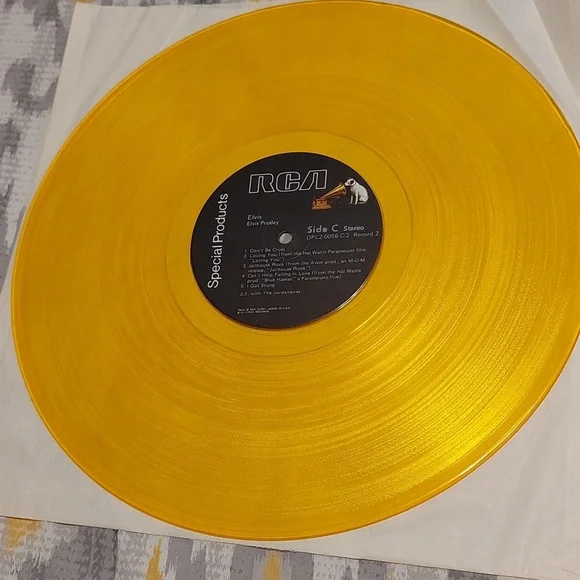 RCA
Special Products
Elvis
Elvis Presley
Side C Stereo
DPL2-0056-C-2 Record 2
1 Don't Be Cruel
2 Loving You (from the Hal Wallis-Paramount film
"Loving You")
3 Jailhouse Rock (from the Avon prod., an M-G-M
release, "Jailhouse Rock")
4 Can't Help Falling in Love (from the Hal Wallis
prod. "Blue Hawaii," a Paramount film)
5 I Got Stung
2,3, with The Jordanaires